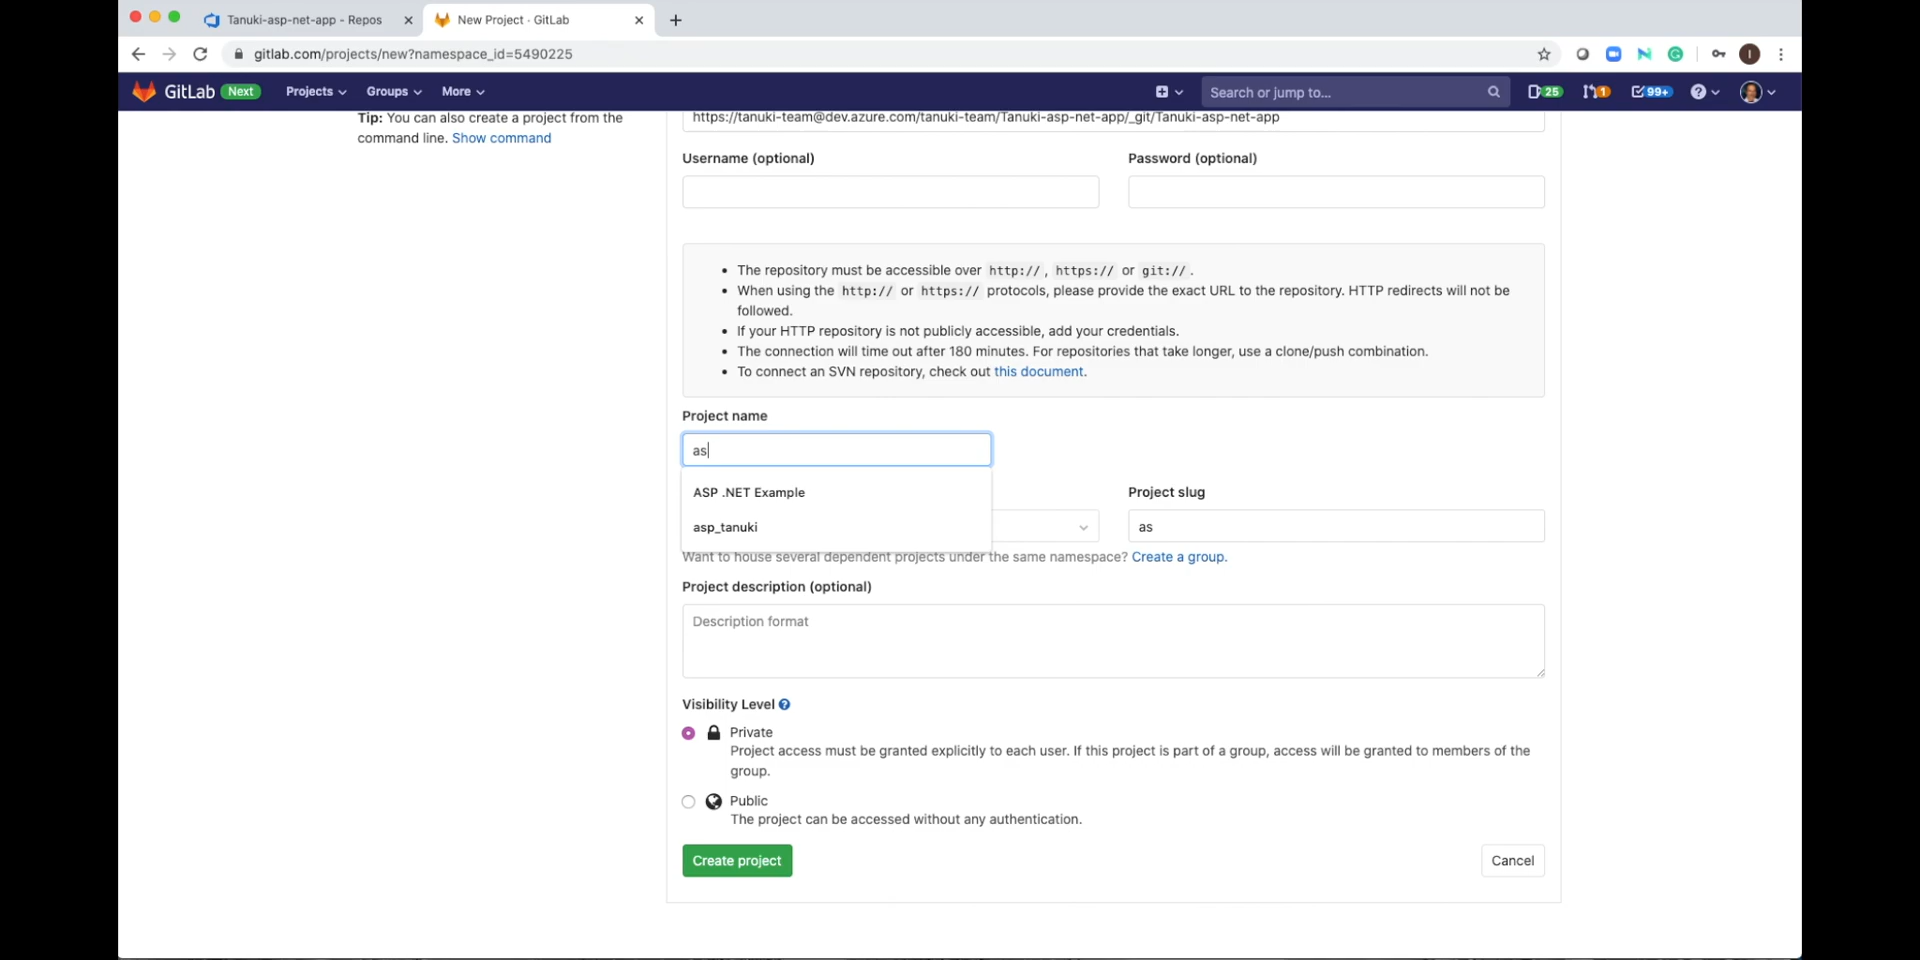 Tanuki-asp-net-app - Repos
New Project · GitLab
gitlab.com/projects/new?namespace_id=5490225
I
GitLab Next Projects Groups More Search or jump to... 25 1 99+
Tip: You can also create a project from the
command line. Show command
https://tanuki-team@dev.azure.com/tanuki-team/Tanuki-asp-net-app/_git/Tanuki-asp-net-app
Username (optional) Password (optional)
The repository must be accessible over http://, https:// or git://.
When using the http:// or https:// protocols, please provide the exact URL to the repository. HTTP redirects will not be
followed.
If your HTTP repository is not publicly accessible, add your credentials.
The connection will time out after 180 minutes. For repositories that take longer, use a clone/push combination.
To connect an SVN repository, check out this document.
Project name
as
ASP .NET Example
asp_tanuki
Project slug
as
Want to house several dependent projects under the same namespace? Create a group.
Project description (optional)
Description format
Visibility Level
Private
Project access must be granted explicitly to each user. If this project is part of a group, access will be granted to members of the
group.
Public
The project can be accessed without any authentication.
Create project Cancel